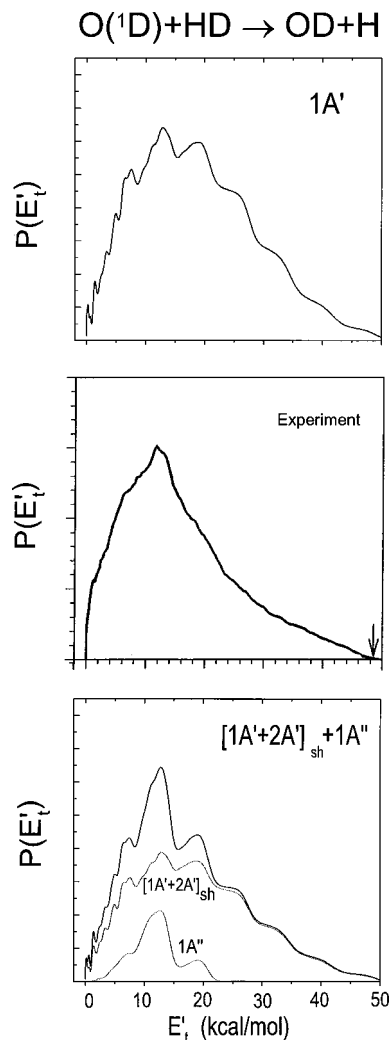 O(¹D)+HD → OD+H
1A'
P(E'ₜ)
Experiment
P(E'ₜ)
[1A'+2A']ₛₕ+1A"
P(E'ₜ)
[1A'+2A']ₛₕ
1A"
0 10 20 30 40 50
E'ₜ (kcal/mol)